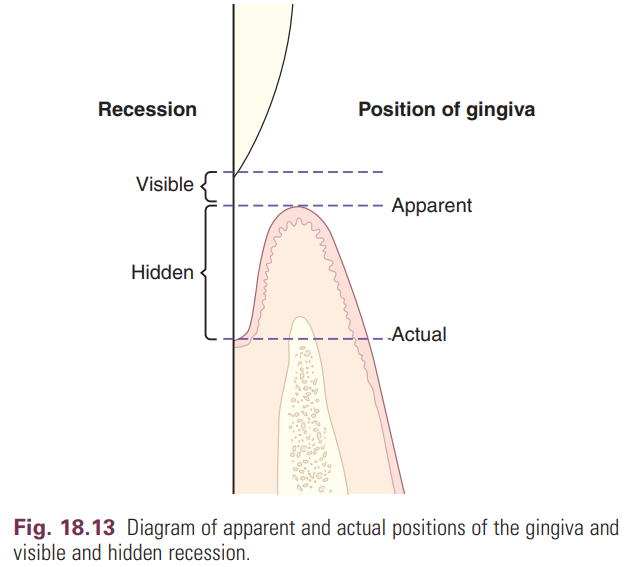 Recession
Position of gingiva
Visible
Apparent
Hidden
Actual
Fig. 18.13 Diagram of apparent and actual positions of the gingiva and
visible and hidden recession.